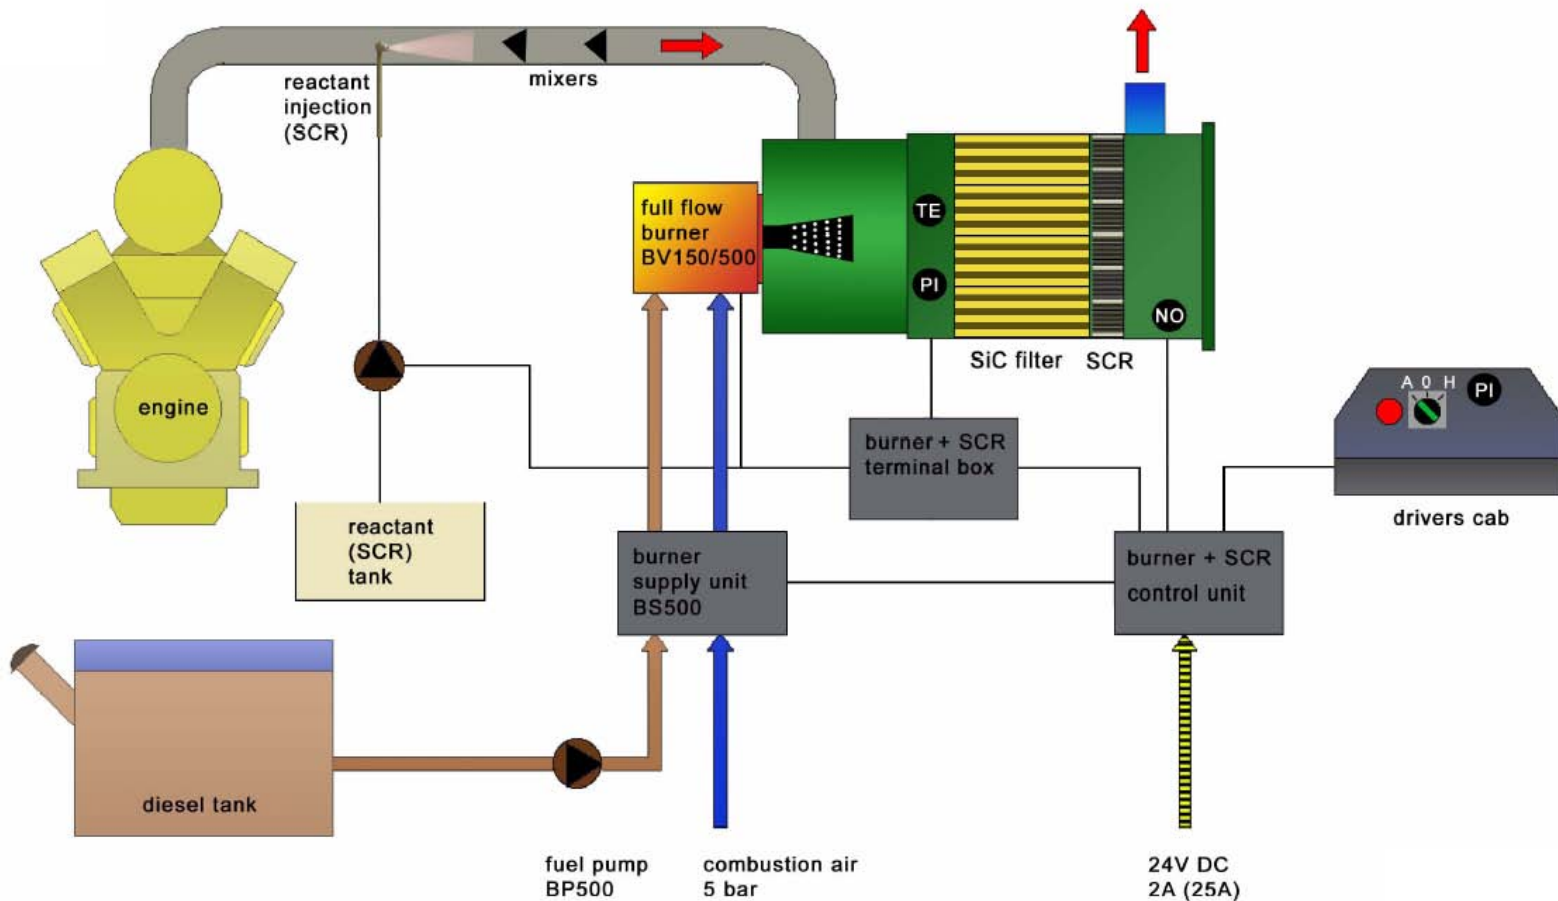 reactant
injection
(SCR)
mixers
full flow
burner
BV150/500
TE
PI
NO
SiC filter
SCR
engine
A 0 H
PI
drivers cab
burner + SCR
terminal box
reactant
(SCR)
tank
burner
supply unit
BS500
burner + SCR
control unit
diesel tank
fuel pump
BP500
combustion air
5 bar
24V DC
2A (25A)